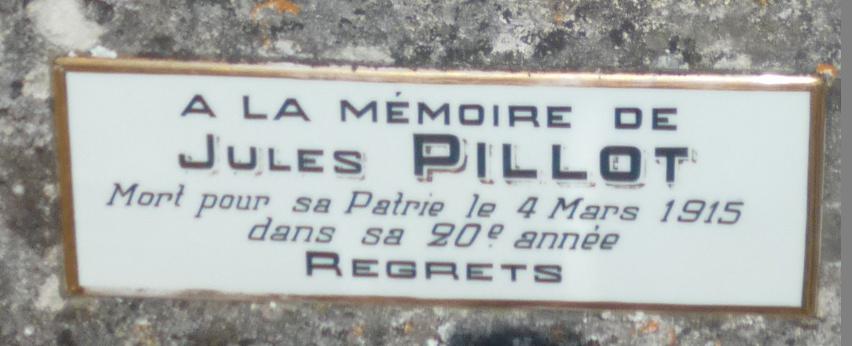 A LA MÉMOIRE DE
JULES PILLOT
Mort pour sa Patrie le 4 Mars 1915
dans sa 20e année
REGRETS